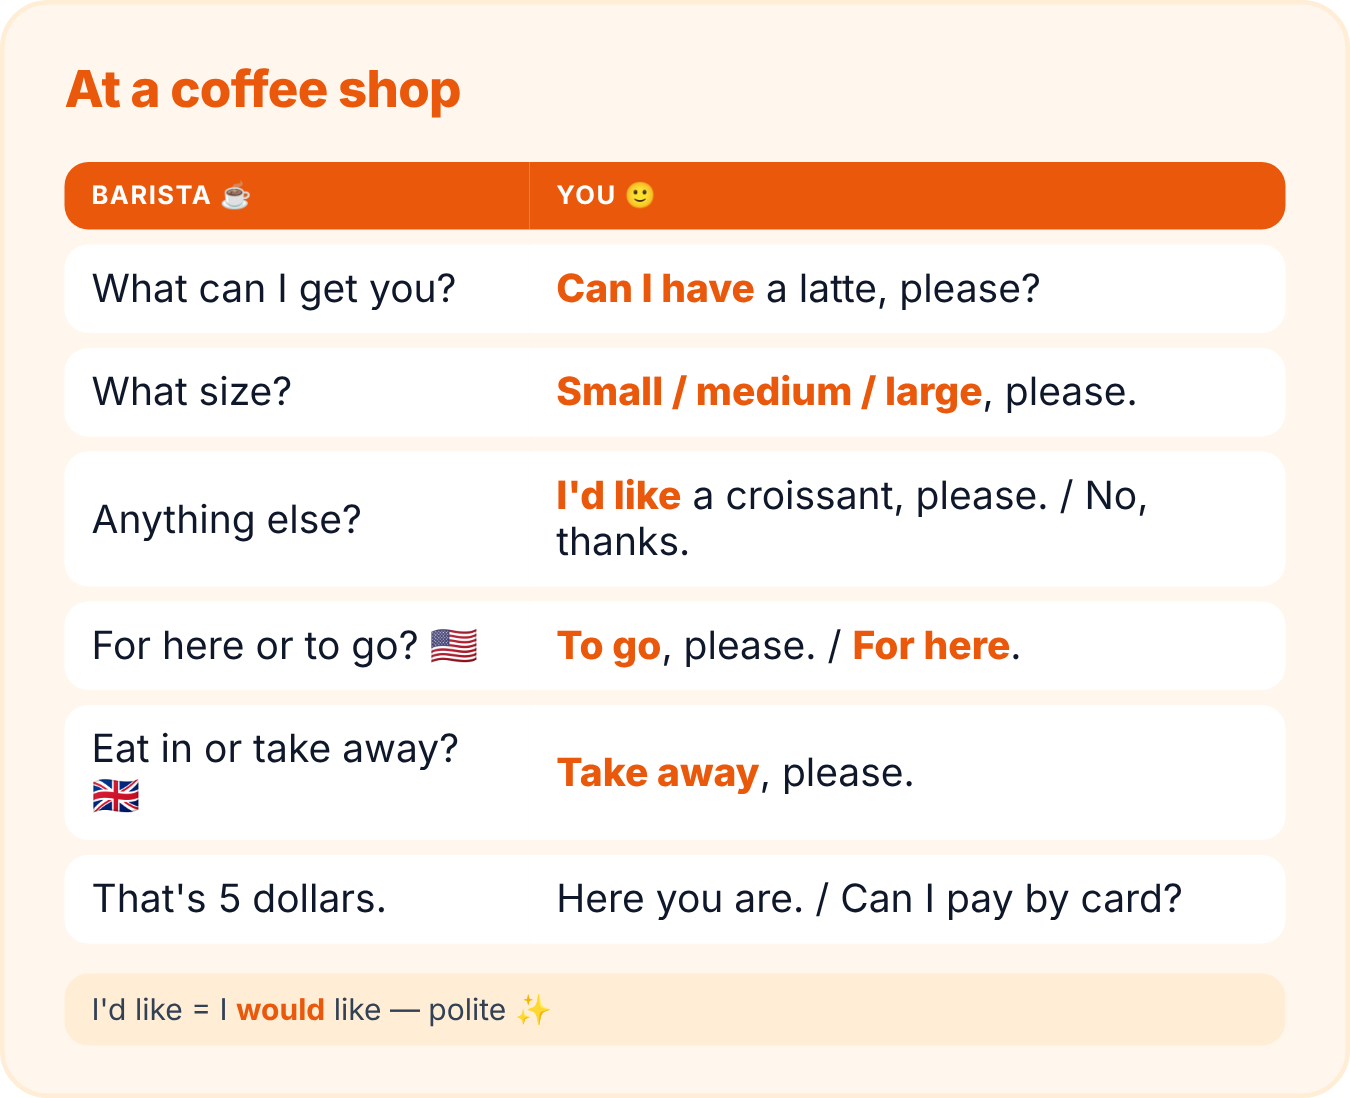 At a coffee shop
BARISTA ☕ YOU 🙂
What can I get you? Can I have a latte, please?
What size? Small / medium / large, please.
Anything else? I'd like a croissant, please. / No,
thanks.
For here or to go? 🇺🇸 To go, please. / For here.
Eat in or take away?
🇬🇧
Take away, please.
That's 5 dollars. Here you are. / Can I pay by card?
I'd like = I would like — polite ✨